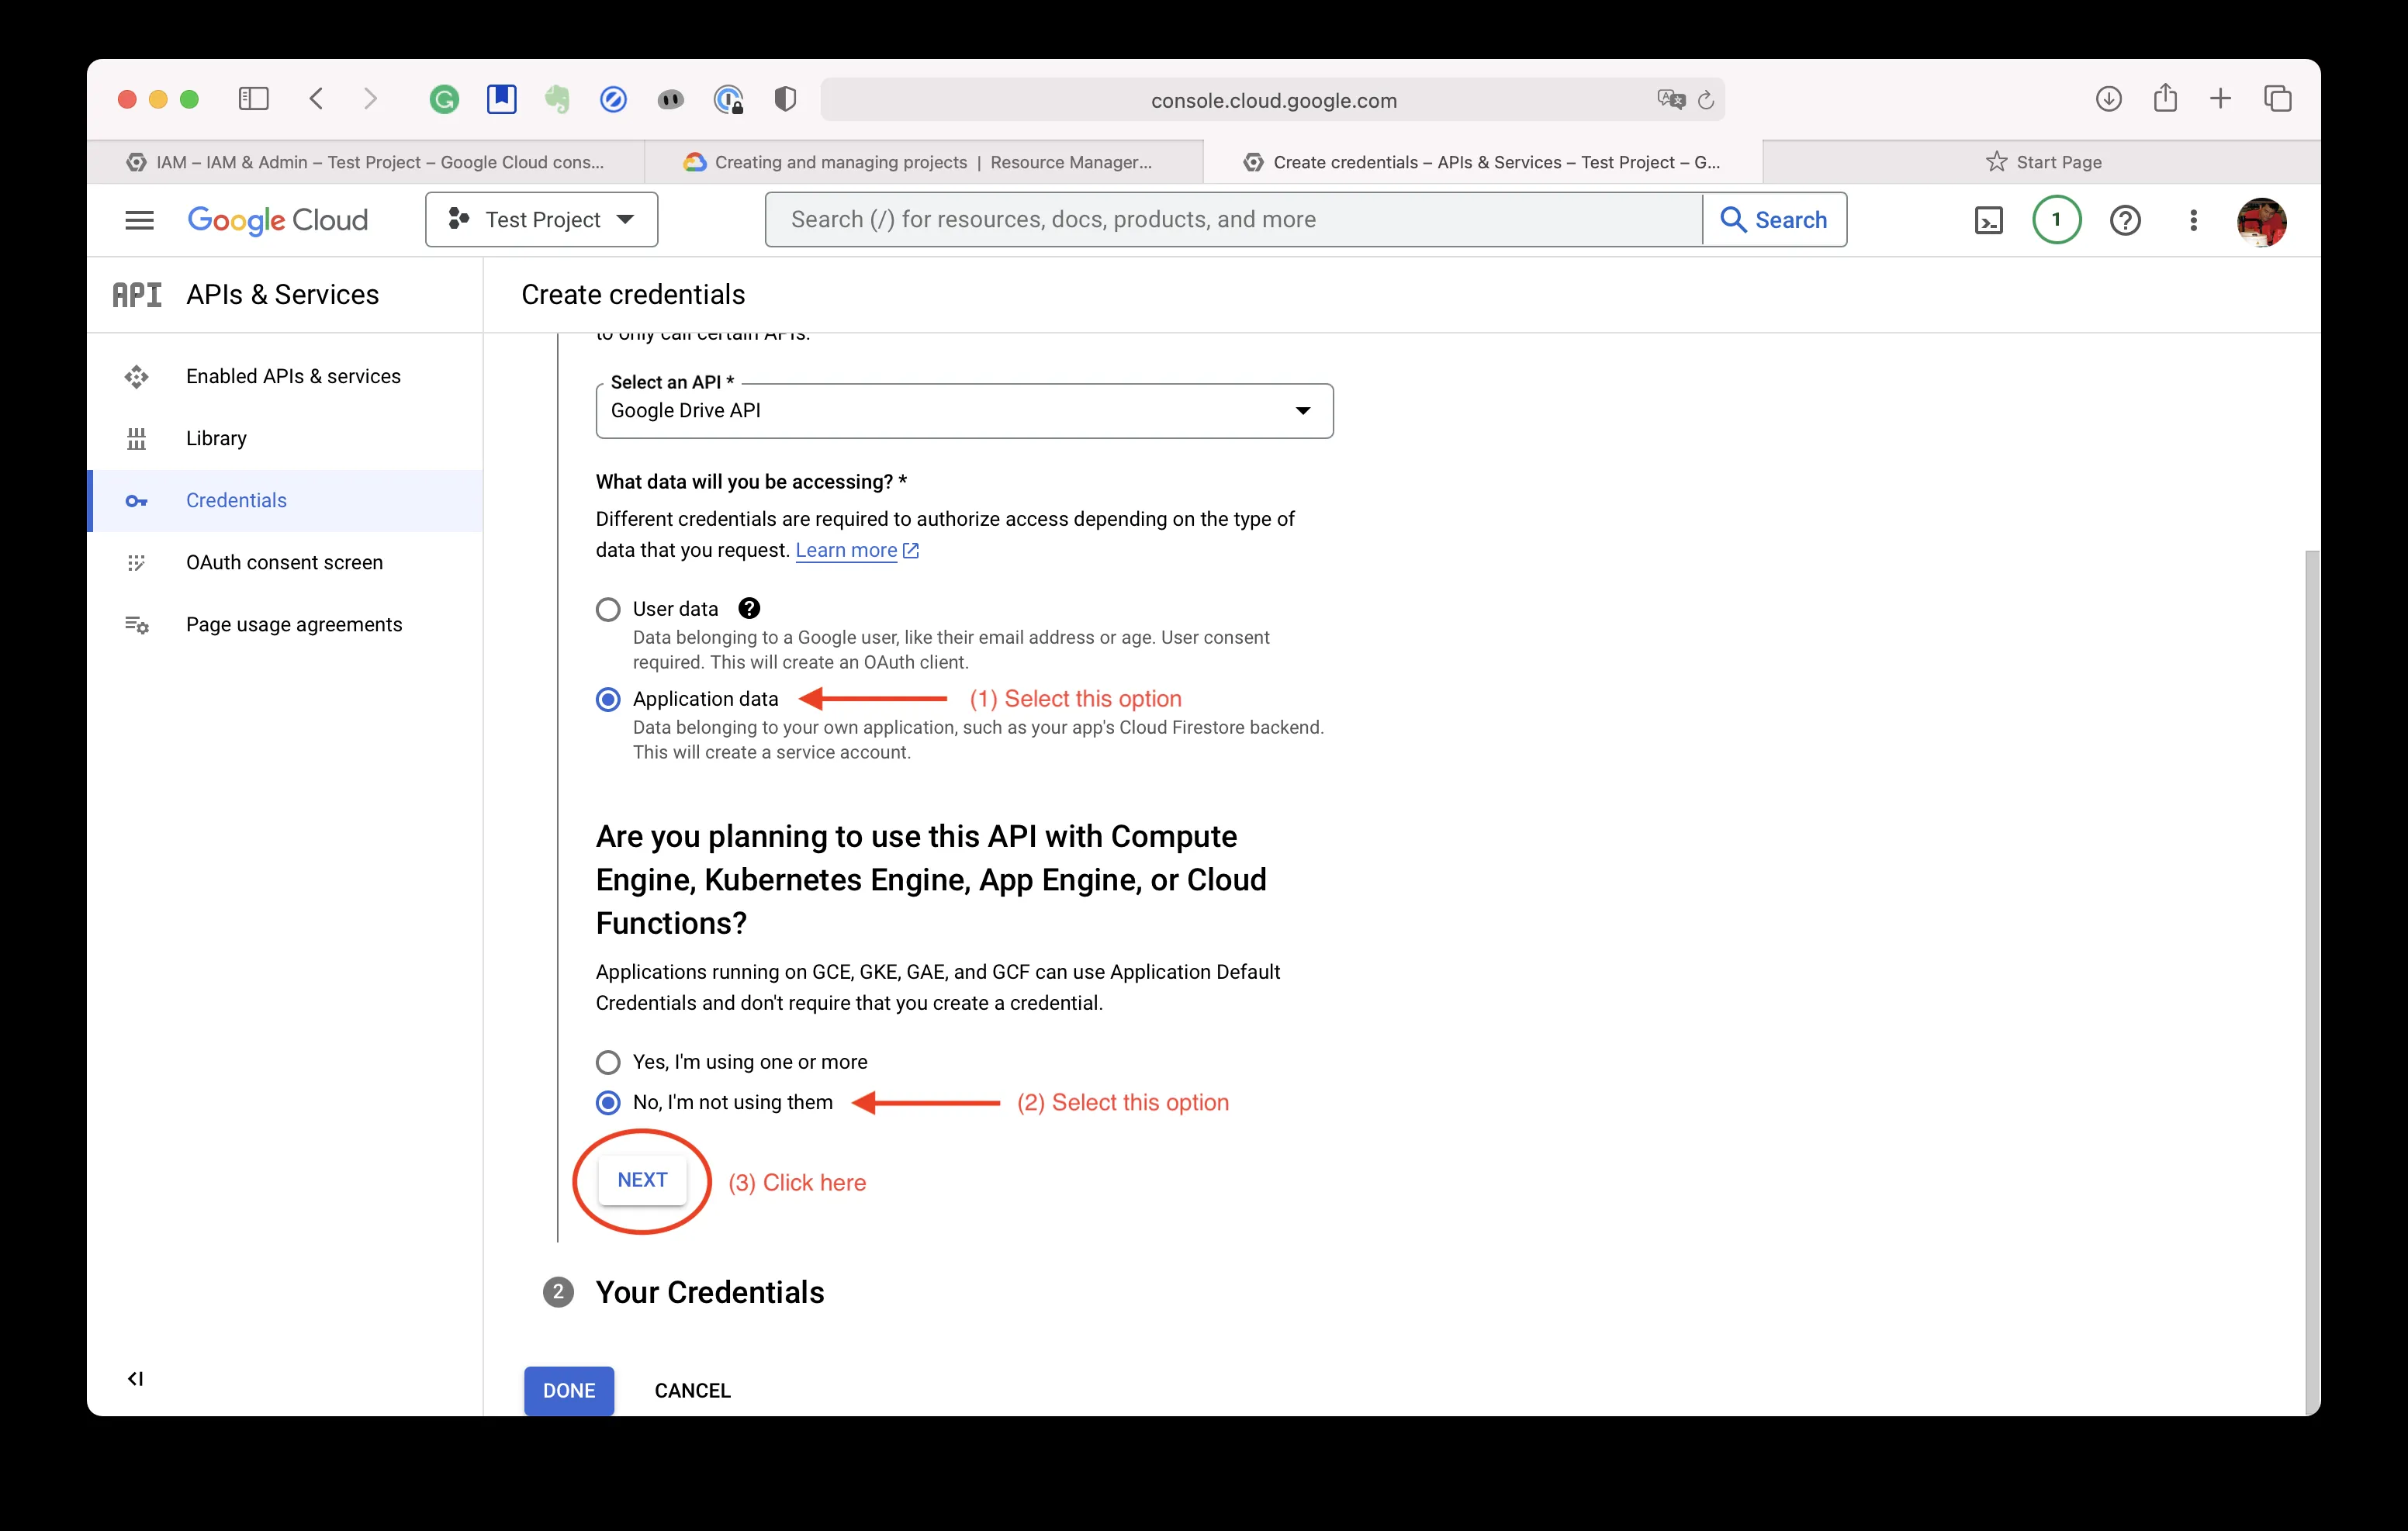 console.cloud.google.com
IAM – IAM & Admin – Test Project – Google Cloud cons...
Creating and managing projects | Resource Manager...
Create credentials – APIs & Services – Test Project – G...
Start Page
Google Cloud
Test Project
Search (/) for resources, docs, products, and more
Search
1
API APIs & Services
Create credentials
Enabled APIs & services
Library
Credentials
OAuth consent screen
Page usage agreements
to only call certain APIs.
Select an API *
Google Drive API
What data will you be accessing? *
Different credentials are required to authorize access depending on the type of
data that you request. Learn more
User data
Data belonging to a Google user, like their email address or age. User consent
required. This will create an OAuth client.
Application data
(1) Select this option
Data belonging to your own application, such as your app's Cloud Firestore backend.
This will create a service account.
Are you planning to use this API with Compute
Engine, Kubernetes Engine, App Engine, or Cloud
Functions?
Applications running on GCE, GKE, GAE, and GCF can use Application Default
Credentials and don't require that you create a credential.
Yes, I'm using one or more
No, I'm not using them
(2) Select this option
NEXT
(3) Click here
2 Your Credentials
DONE
CANCEL